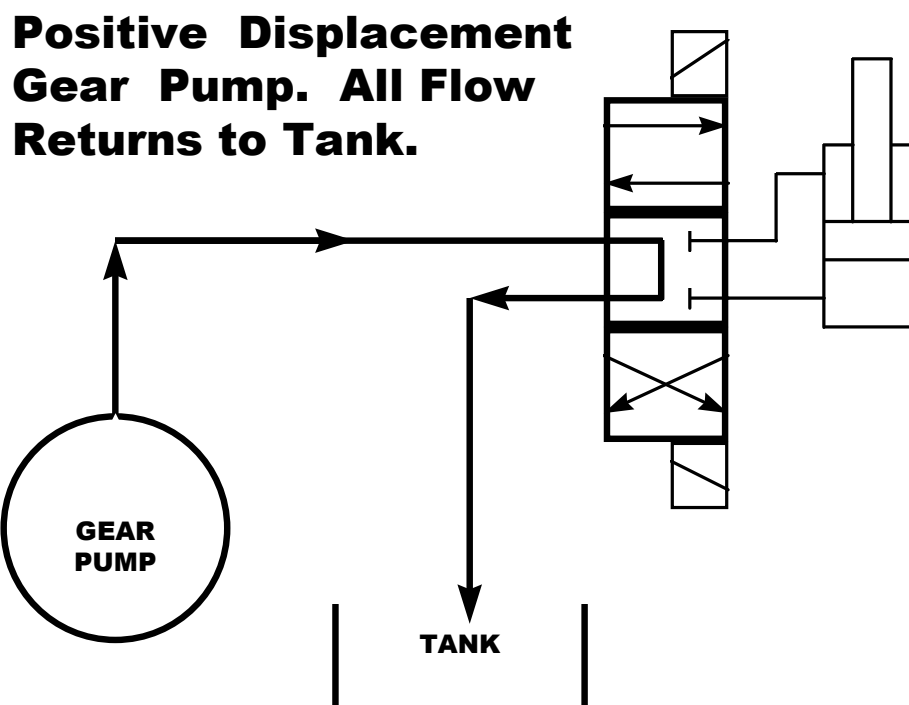 Positive Displacement
Gear Pump. All Flow
Returns to Tank.
GEAR
PUMP
TANK